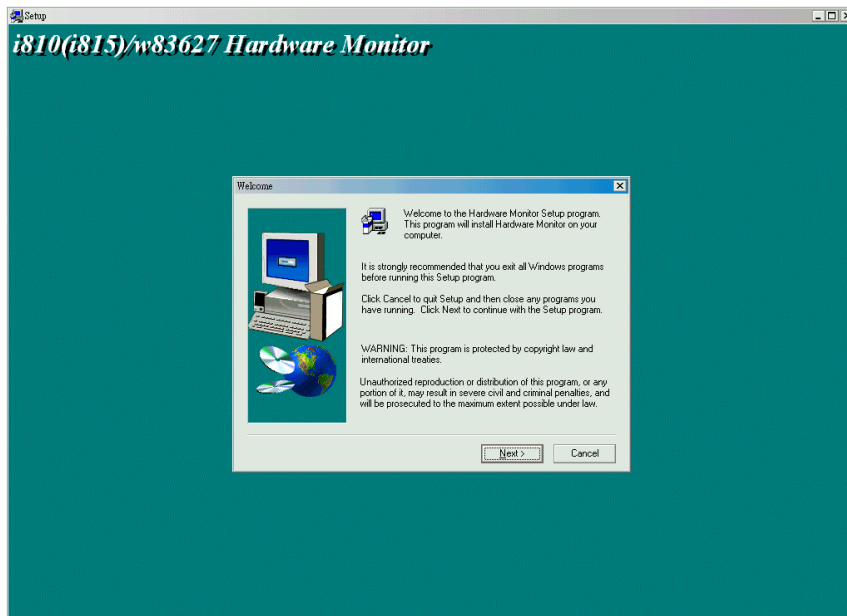 Setup
i810(i815)/w83627 Hardware Monitor
Welcome
Welcome to the Hardware Monitor Setup program.
This program will install Hardware Monitor on your
computer.
It is strongly recommended that you exit all Windows programs
before running this Setup program.
Click Cancel to quit Setup and then close any programs you
have running. Click Next to continue with the Setup program.
WARNING: This program is protected by copyright law and
international treaties.
Unauthorized reproduction or distribution of this program, or any
portion of it, may result in severe civil and criminal penalties, and
will be prosecuted to the maximum extent possible under law.
Next >
Cancel